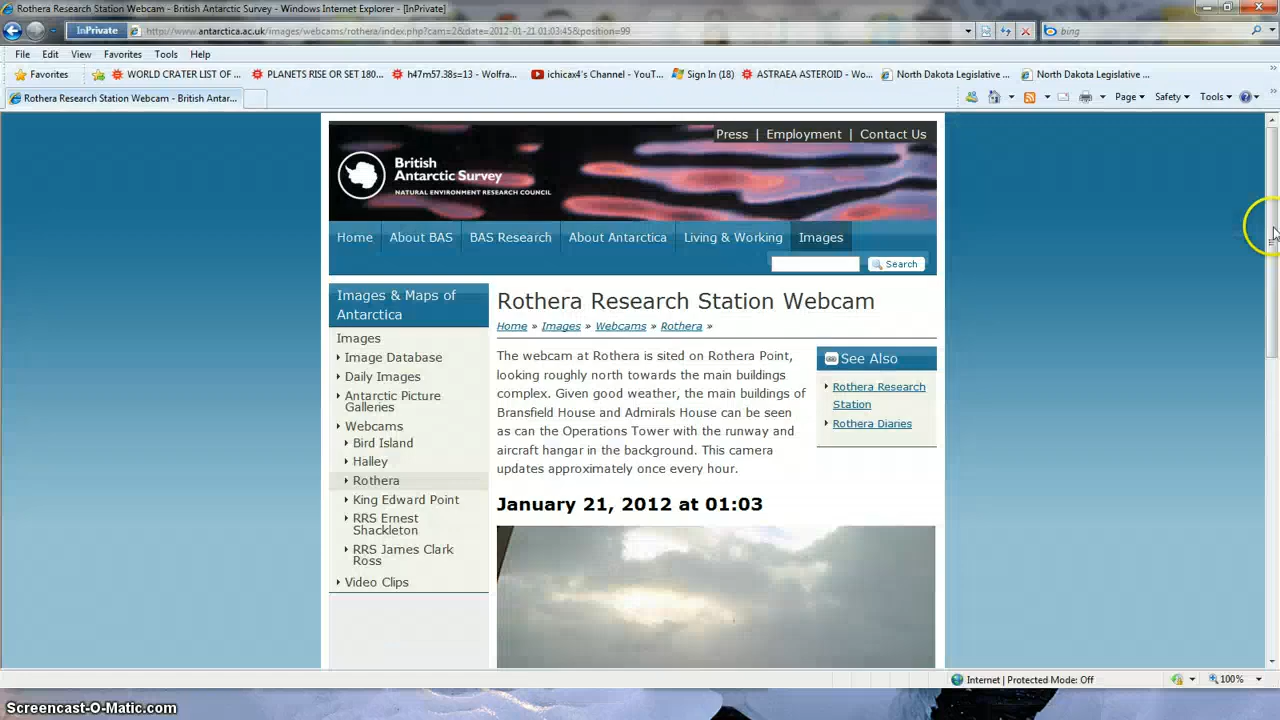 Rothera Research Station Webcam - British Antarctic Survey - Windows Internet Explorer - [InPrivate]
InPrivate http://www.antarctica.ac.uk/images/webcams/rothera/index.php?cam=2&date=2012-01-21 01:03:45&position=99 bing
File Edit View Favorites Tools Help
Favorites WORLD CRATER LIST OF ... PLANETS RISE OR SET 180... h47m57.38s=13 - Wolfra... ichicax4's Channel - YouT... Sign In (18) ASTRAEA ASTEROID - Wo... North Dakota Legislative ... North Dakota Legislative ...
Rothera Research Station Webcam - British Antar... Page Safety Tools
Press | Employment | Contact Us
British
Antarctic Survey
NATURAL ENVIRONMENT RESEARCH COUNCIL
Home About BAS BAS Research About Antarctica Living & Working Images
Search
Images & Maps of
Antarctica
Images
Image Database
Daily Images
Antarctic Picture
Galleries
Webcams
Bird Island
Halley
Rothera
King Edward Point
RRS Ernest
Shackleton
RRS James Clark
Ross
Video Clips
Rothera Research Station Webcam
Home » Images » Webcams » Rothera »
The webcam at Rothera is sited on Rothera Point,
looking roughly north towards the main buildings
complex. Given good weather, the main buildings of
Bransfield House and Admirals House can be seen
as can the Operations Tower with the runway and
aircraft hangar in the background. This camera
updates approximately once every hour.
See Also
Rothera Research
Station
Rothera Diaries
January 21, 2012 at 01:03
Internet | Protected Mode: Off 100%
Screencast-O-Matic.com